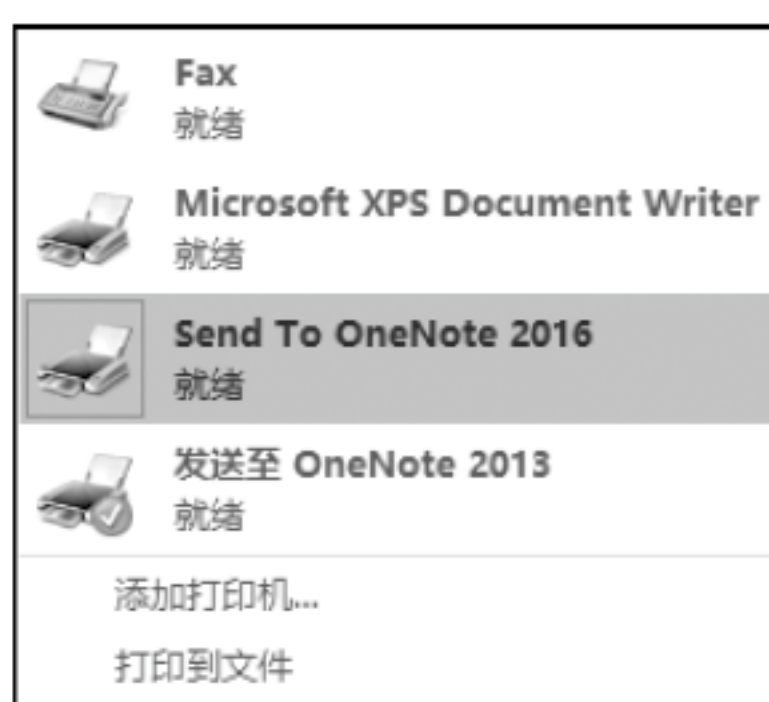 Fax
就绪
Microsoft XPS Document Writer
就绪
Send To OneNote 2016
就绪
发送至 OneNote 2013
就绪
添加打印机...
打印到文件